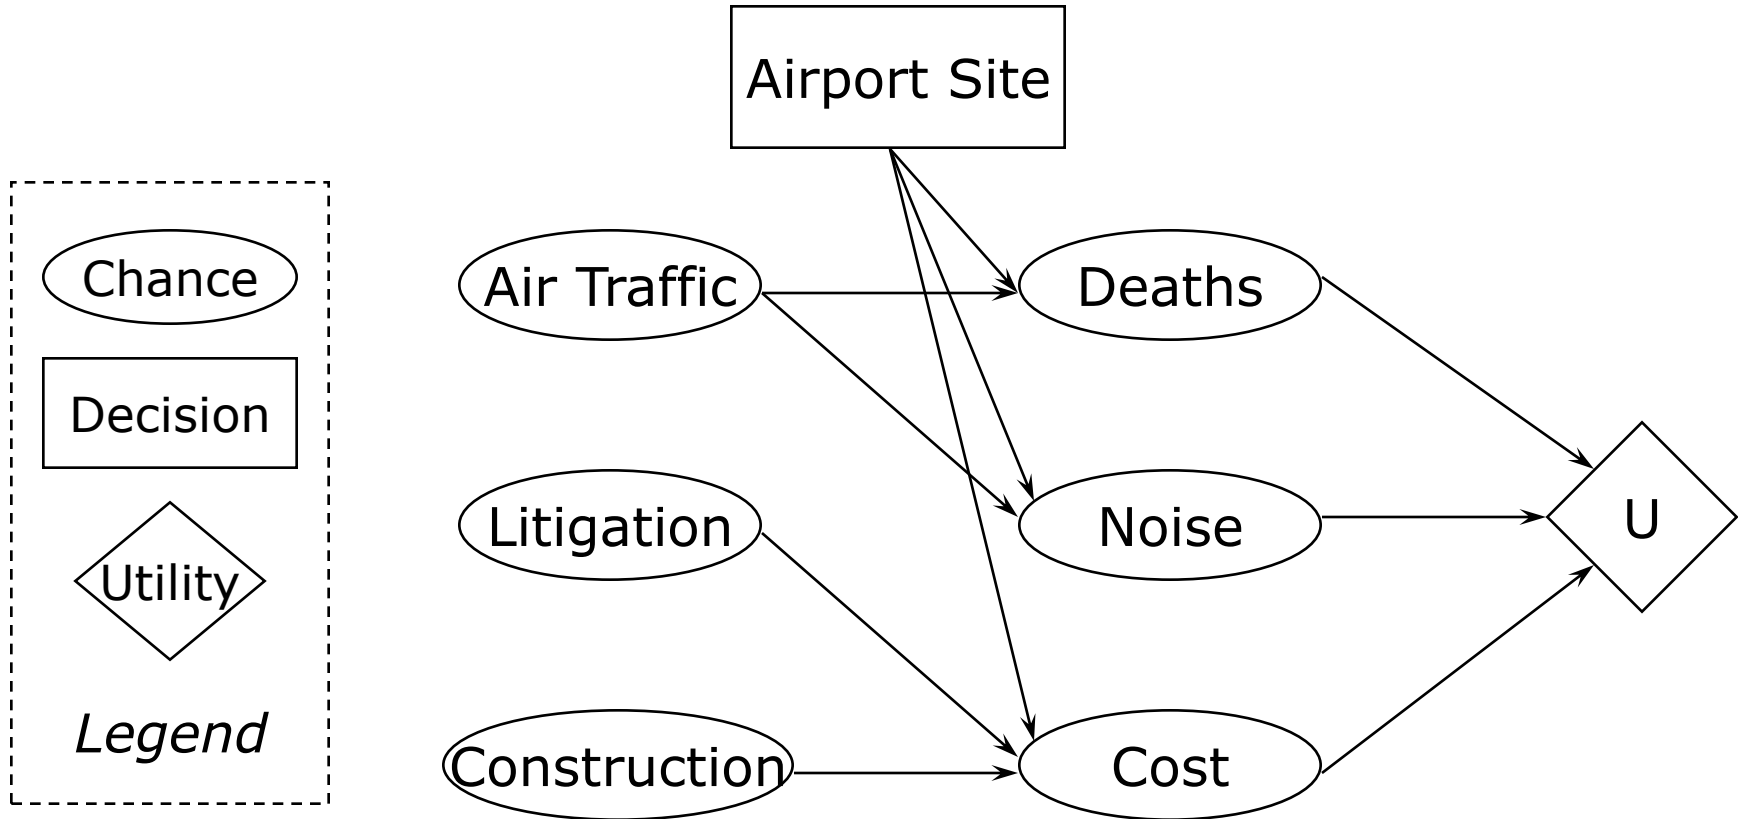 Airport Site
Chance
Decision
Utility
Legend
Air Traffic
Deaths
Litigation
Noise
U
Construction
Cost